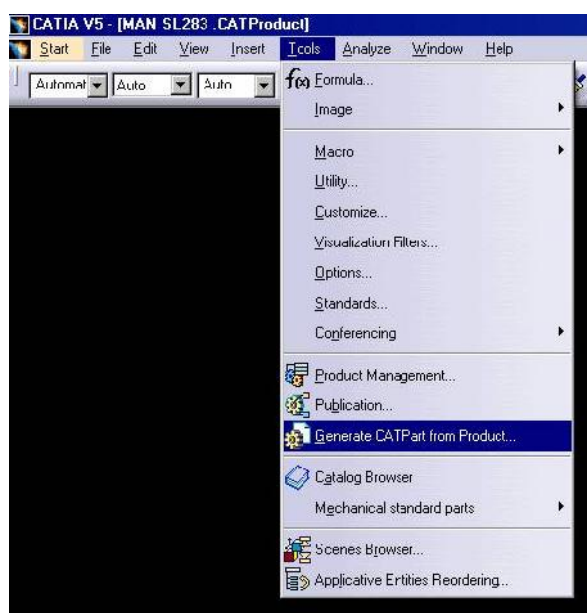 CATIA V5 - [MAN SL283 .CATProduct]
Start File Edit View Insert Tools Analyze Window Help
Automat Auto Auto
f(x) Formula...
Image
Macro
Utility...
Customize...
Visualization Filters...
Options...
Standards...
Conferencing
Product Management...
Publication...
Generate CATPart from Product...
Catalog Browser
Mechanical standard parts
Scenes Browser...
Applicative Entities Reordering...